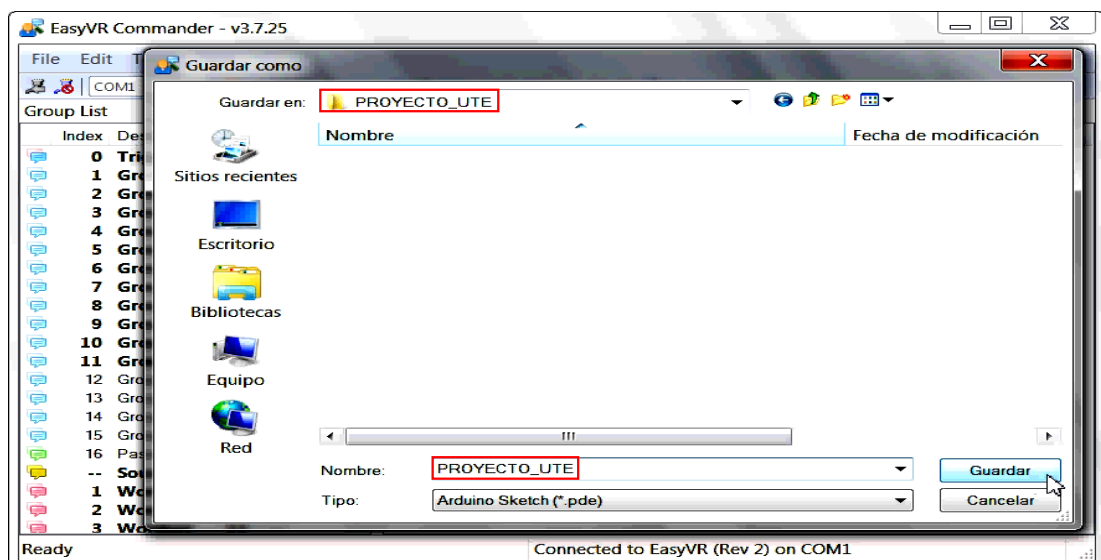 EasyVR Commander - v3.7.25
File Edit
Guardar como
COM1
Guardar en: PROYECTO_UTE
Group List
Nombre Fecha de modificación
Index
0
1
Sitios recientes
2
3
4
Escritorio
5
6
7
8
Bibliotecas
9
10
11
12
Equipo
13
14
15
Red
16
--
Nombre: PROYECTO_UTE Guardar
1
2
Tipo: Arduino Sketch (*.pde) Cancelar
3
Ready Connected to EasyVR (Rev 2) on COM1